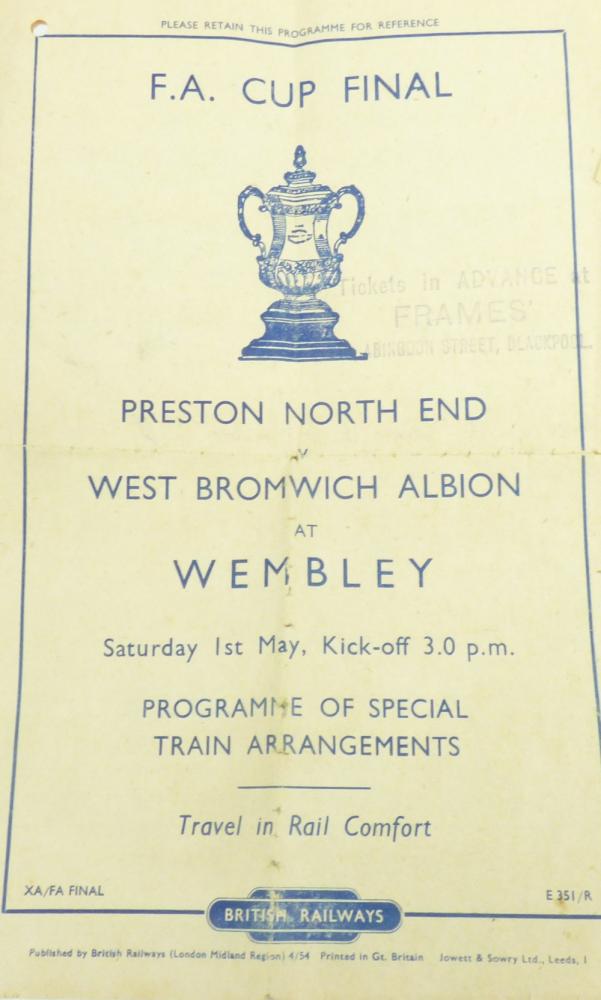 PLEASE RETAIN THIS PROGRAMME FOR REFERENCE
F.A. CUP FINAL
Tickets in ADVANCE at
FRAMES'
ABINGDON STREET, BLACKPOOL.
PRESTON NORTH END
v
WEST BROMWICH ALBION
AT
WEMBLEY
Saturday 1st May, Kick-off 3.0 p.m.
PROGRAMME OF SPECIAL
TRAIN ARRANGEMENTS
Travel in Rail Comfort
XA/FA FINAL
E 351/R
BRITISH RAILWAYS
Published by British Railways (London Midland Region) 4/54 Printed in Gt. Britain Jowett & Sowry Ltd., Leeds, 1